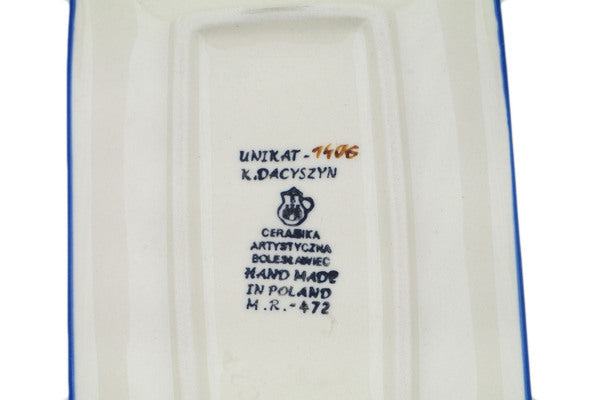 UNIKAT - 1406
K. DACYSZYN
CERAMIKA
ARTYSTYCZNA
BOLESŁAWIEC
HAND MADE
IN POLAND
M.R.-472